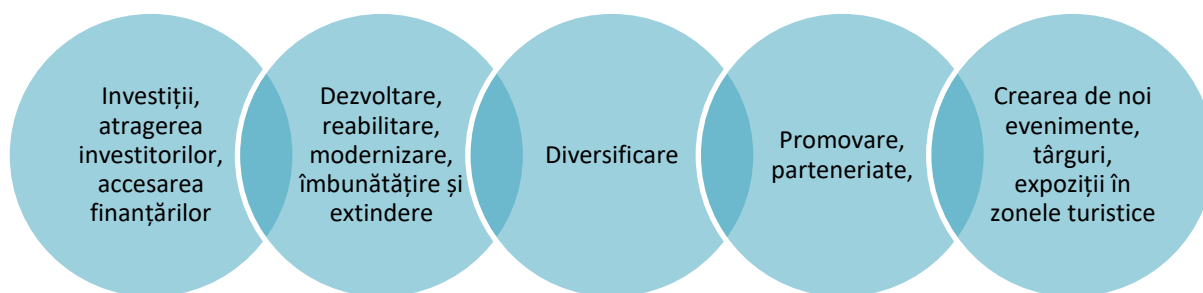 Investiții,
atragerea
investitorilor,
accesarea
finanțărilor
Dezvoltare,
reabilitare,
modernizare,
îmbunătățire și
extindere
Diversificare
Promovare,
parteneriate,
Crearea de noi
evenimente,
târguri,
expoziții în
zonele turistice